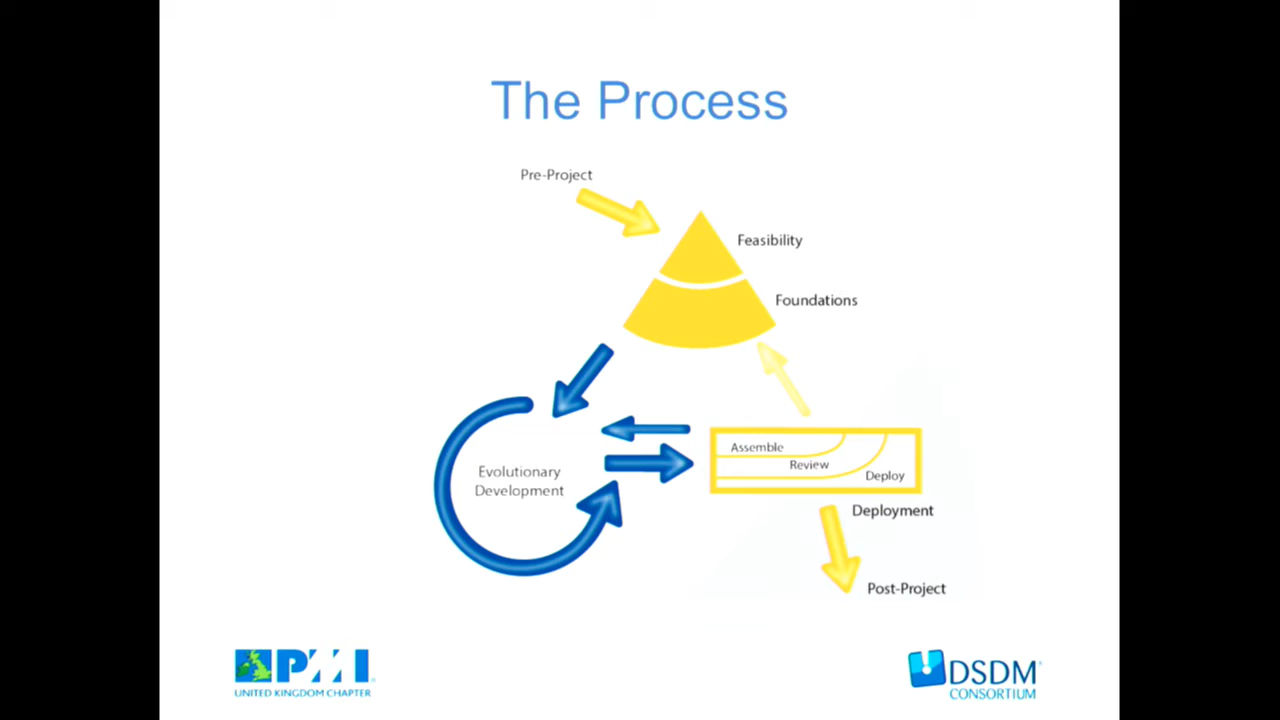 The Process
Pre-Project
Feasibility
Foundations
Evolutionary
Development
Assemble
Review
Deploy
Deployment
Post-Project
PMI
UNITED KINGDOM CHAPTER
DSDM
CONSORTIUM